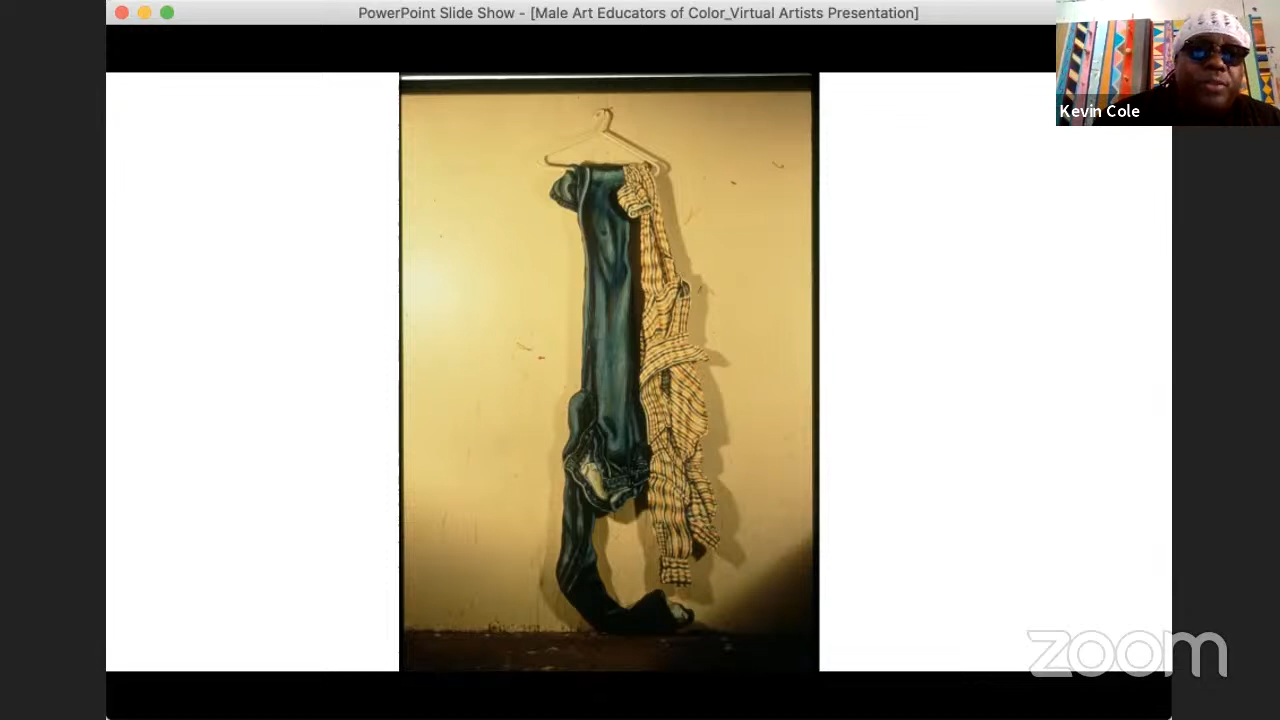 PowerPoint Slide Show - [Male Art Educators of Color_Virtual Artists Presentation]
Kevin Cole
zoom